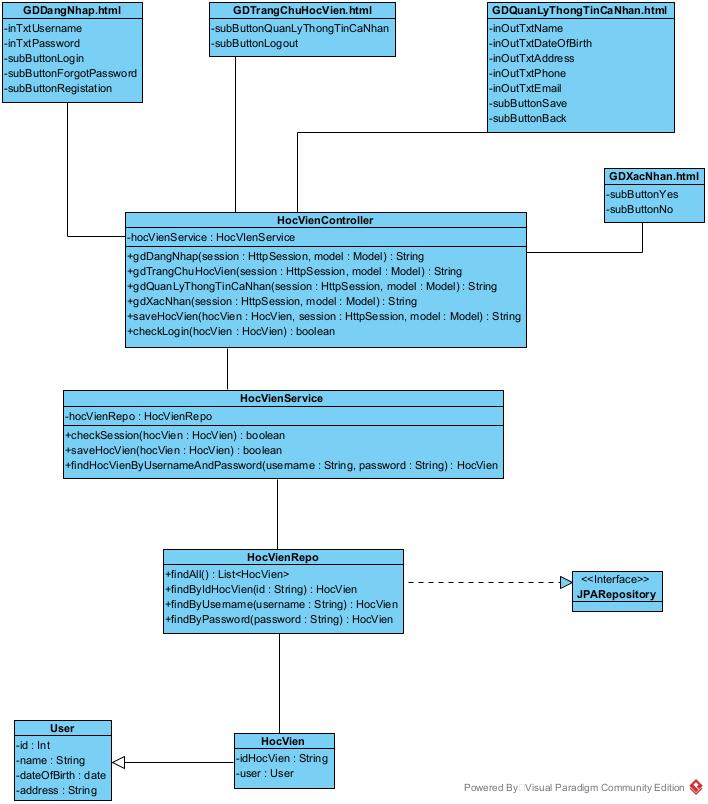 GDDangNhap.html
-inTxtUsername
-inTxtPassword
-subButtonLogin
-subButtonForgotPassword
-subButtonRegistation
GDTrangChuHocVien.html
-subButtonQuanLyThongTinCaNhan
-subButtonLogout
GDQuanLyThongTinCaNhan.html
-inOutTxtName
-inOutTxtDateOfBirth
-inOutTxtAddress
-inOutTxtPhone
-inOutTxtEmail
-subButtonSave
-subButtonBack
GDXacNhan.html
-subButtonYes
-subButtonNo
HocVienController
-hocVienService : HocVIenService
+gdDangNhap(session : HttpSession, model : Model) : String
+gdTrangChuHocVien(session : HttpSession, model : Model) : String
+gdQuanLyThongTinCaNhan(session : HttpSession, model : Model) : String
+gdXacNhan(session : HttpSession, model : Model) : String
+saveHocVien(hocVien : HocVien, session : HttpSession, model : Model) : String
+checkLogin(hocVien : HocVien) : boolean
HocVienService
-hocVienRepo : HocVienRepo
+checkSession(hocVien : HocVien) : boolean
+saveHocVien(hocVien : HocVien) : boolean
+findHocVienByUsernameAndPassword(username : String, password : String) : HocVien
HocVienRepo
+findAll() : List<HocVien>
+findByIdHocVien(id : String) : HocVien
+findByUsername(username : String) : HocVien
+findByPassword(password : String) : HocVien
<<Interface>>
JPARepository
User
-id : Int
-name : String
-dateOfBirth : date
-address : String
HocVien
-idHocVien : String
-user : User
Powered By Visual Paradigm Community Edition